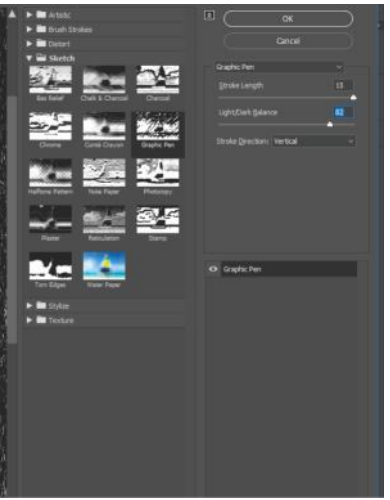 Artistic
Brush Strokes
Distort
Sketch
Bas Relief
Chalk & Charcoal
Charcoal
Chrome
Conté Crayon
Graphic Pen
Halftone Pattern
Note Paper
Photocopy
Plaster
Reticulation
Stamp
Torn Edges
Water Paper
Stylize
Texture
OK
Cancel
Graphic Pen
Stroke Length 15
Light/Dark Balance 82
Stroke Direction: Vertical
Graphic Pen